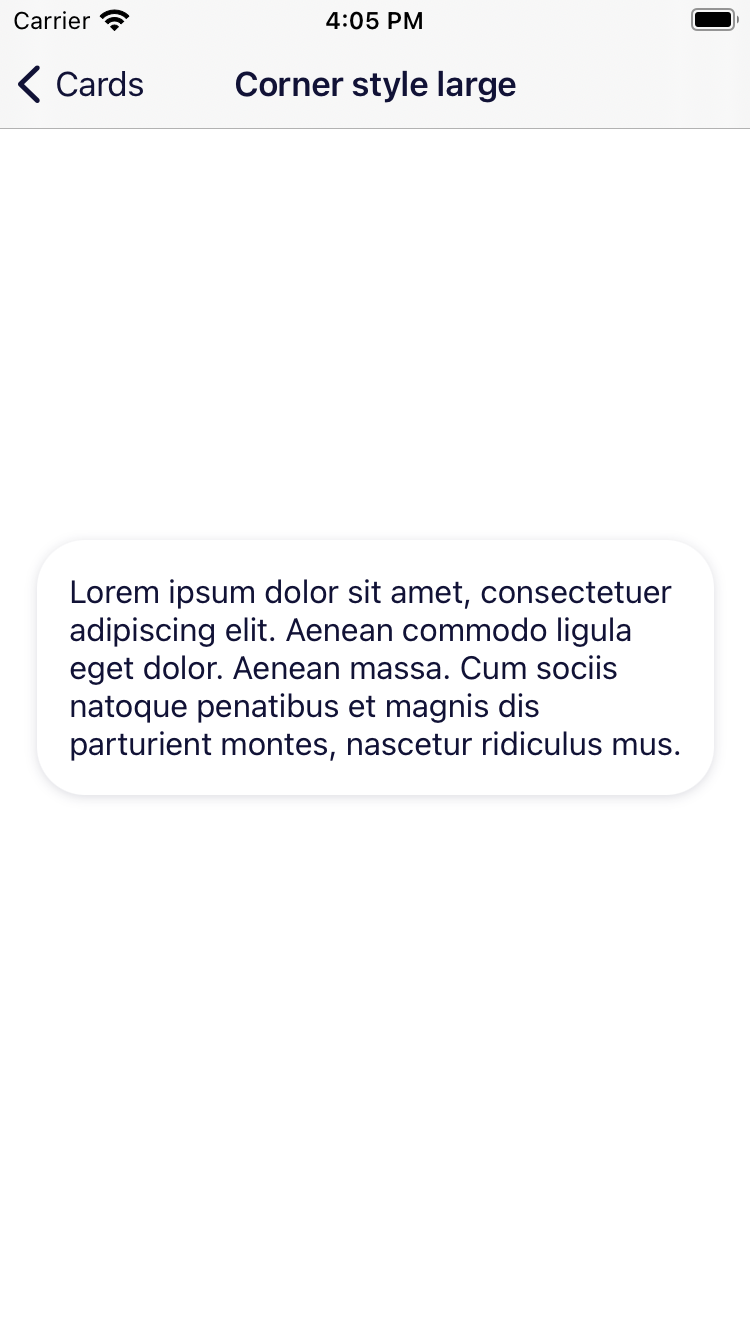 Carrier 4:05 PM
Cards Corner style large
Lorem ipsum dolor sit amet, consectetuer
adipiscing elit. Aenean commodo ligula
eget dolor. Aenean massa. Cum sociis
natoque penatibus et magnis dis
parturient montes, nascetur ridiculus mus.